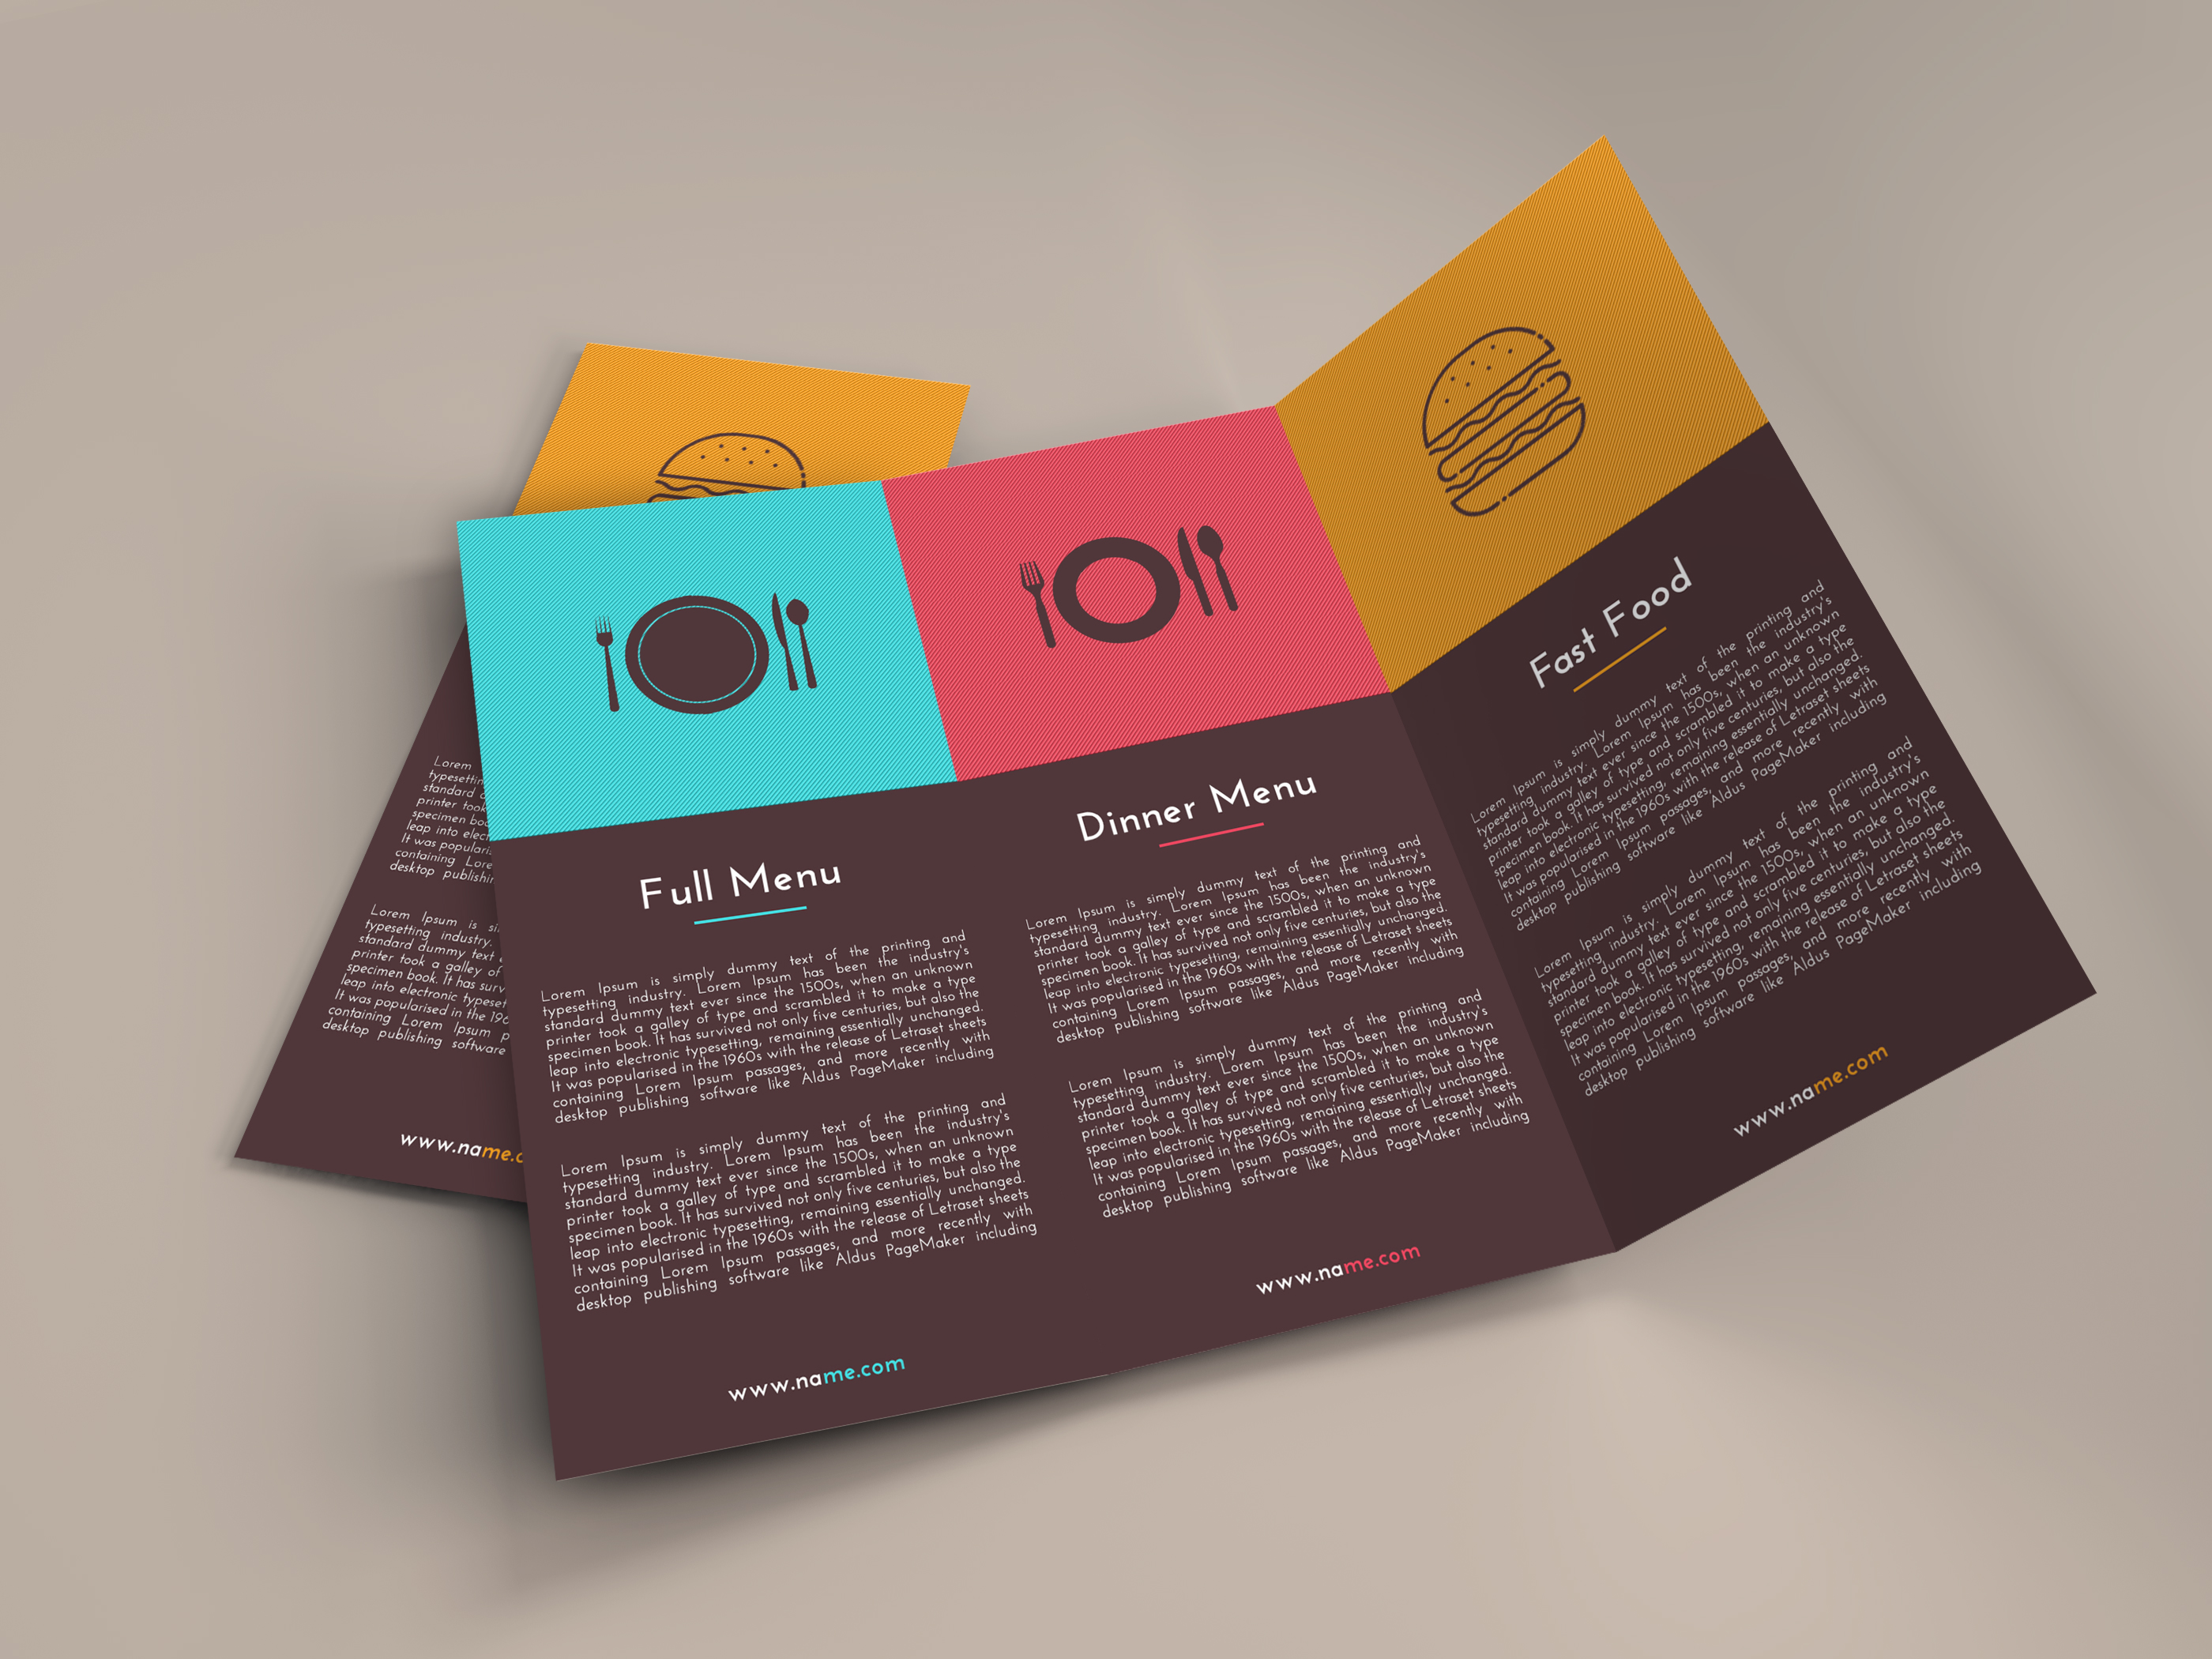 Full Menu
Lorem Ipsum is simply dummy text of the printing and
typesetting industry. Lorem Ipsum has been the industry's
standard dummy text ever since the 1500s, when an unknown
printer took a galley of type and scrambled it to make a type
specimen book. It has survived not only five centuries, but also the
leap into electronic typesetting, remaining essentially unchanged.
It was popularised in the 1960s with the release of Letraset sheets
containing Lorem Ipsum passages, and more recently with
desktop publishing software like Aldus PageMaker including
Lorem Ipsum is simply dummy text of the printing and
typesetting industry. Lorem Ipsum has been the industry's
standard dummy text ever since the 1500s, when an unknown
printer took a galley of type and scrambled it to make a type
specimen book. It has survived not only five centuries, but also the
leap into electronic typesetting, remaining essentially unchanged.
It was popularised in the 1960s with the release of Letraset sheets
containing Lorem Ipsum passages, and more recently with
desktop publishing software like Aldus PageMaker including
www.name.com
Dinner Menu
Lorem Ipsum is simply dummy text of the printing and
typesetting industry. Lorem Ipsum has been the industry's
standard dummy text ever since the 1500s, when an unknown
printer took a galley of type and scrambled it to make a type
specimen book. It has survived not only five centuries, but also the
leap into electronic typesetting, remaining essentially unchanged.
It was popularised in the 1960s with the release of Letraset sheets
containing Lorem Ipsum passages, and more recently with
desktop publishing software like Aldus PageMaker including
Lorem Ipsum is simply dummy text of the printing and
typesetting industry. Lorem Ipsum has been the industry's
standard dummy text ever since the 1500s, when an unknown
printer took a galley of type and scrambled it to make a type
specimen book. It has survived not only five centuries, but also the
leap into electronic typesetting, remaining essentially unchanged.
It was popularised in the 1960s with the release of Letraset sheets
containing Lorem Ipsum passages, and more recently with
desktop publishing software like Aldus PageMaker including
www.name.com
Fast Food
Lorem Ipsum is simply dummy text of the printing and
typesetting industry. Lorem Ipsum has been the industry's
standard dummy text ever since the 1500s, when an unknown
printer took a galley of type and scrambled it to make a type
specimen book. It has survived not only five centuries, but also the
leap into electronic typesetting, remaining essentially unchanged.
It was popularised in the 1960s with the release of Letraset sheets
containing Lorem Ipsum passages, and more recently with
desktop publishing software like Aldus PageMaker including
Lorem Ipsum is simply dummy text of the printing and
typesetting industry. Lorem Ipsum has been the industry's
standard dummy text ever since the 1500s, when an unknown
printer took a galley of type and scrambled it to make a type
specimen book. It has survived not only five centuries, but also the
leap into electronic typesetting, remaining essentially unchanged.
It was popularised in the 1960s with the release of Letraset sheets
containing Lorem Ipsum passages, and more recently with
desktop publishing software like Aldus PageMaker including
www.name.com
Lorem
typesettin
standard
printer took
specimen
leap into elect
It was popularis
containing Lore
desktop publishin
Lorem Ipsum is si
typesetting industry.
standard dummy text
printer took a galley of
specimen book. It has surv
leap into electronic typeset
It was popularised in the 196
containing Lorem Ipsum p
desktop publishing software
www.name.c